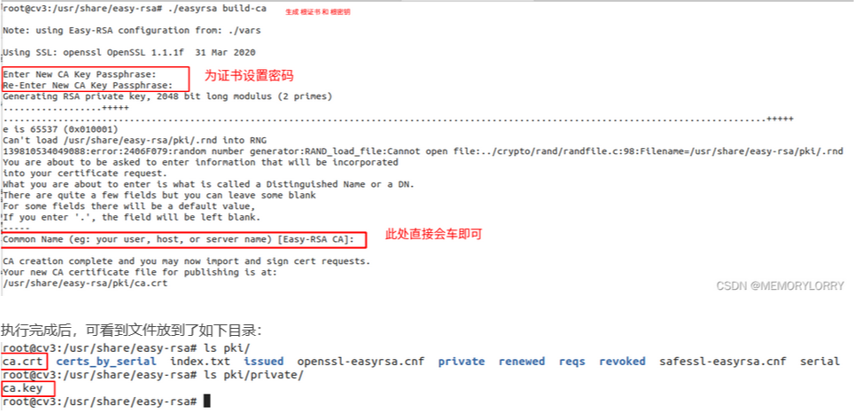 root@cv3:/usr/share/easy-rsa# ./easyrsa build-ca 生成 根证书 和 根密钥
Note: using Easy-RSA configuration from: ./vars
Using SSL: openssl OpenSSL 1.1.1f  31 Mar 2020
Enter New CA Key Passphrase: 为证书设置密码
Re-Enter New CA Key Passphrase:
Generating RSA private key, 2048 bit long modulus (2 primes)
..................+++++
...............................................................................................................................+++++
e is 65537 (0x010001)
Can't load /usr/share/easy-rsa/pki/.rnd into RNG
139810534049088:error:2406F079:random number generator:RAND_load_file:Cannot open file:../crypto/rand/randfile.c:98:Filename=/usr/share/easy-rsa/pki/.rnd
You are about to be asked to enter information that will be incorporated
into your certificate request.
What you are about to enter is what is called a Distinguished Name or a DN.
There are quite a few fields but you can leave some blank
For some fields there will be a default value,
If you enter '.', the field will be left blank.
-----
Common Name (eg: your user, host, or server name) [Easy-RSA CA]: 此处直接会车即可
CA creation complete and you may now import and sign cert requests.
Your new CA certificate file for publishing is at:
/usr/share/easy-rsa/pki/ca.crt
CSDN @MEMORYLORRY
执行完成后，可看到文件放到了如下目录：
root@cv3:/usr/share/easy-rsa# ls pki/
ca.crt  certs_by_serial  index.txt  issued  openssl-easyrsa.cnf  private  renewed  reqs  revoked  safessl-easyrsa.cnf  serial
root@cv3:/usr/share/easy-rsa# ls pki/private/
ca.key
root@cv3:/usr/share/easy-rsa#